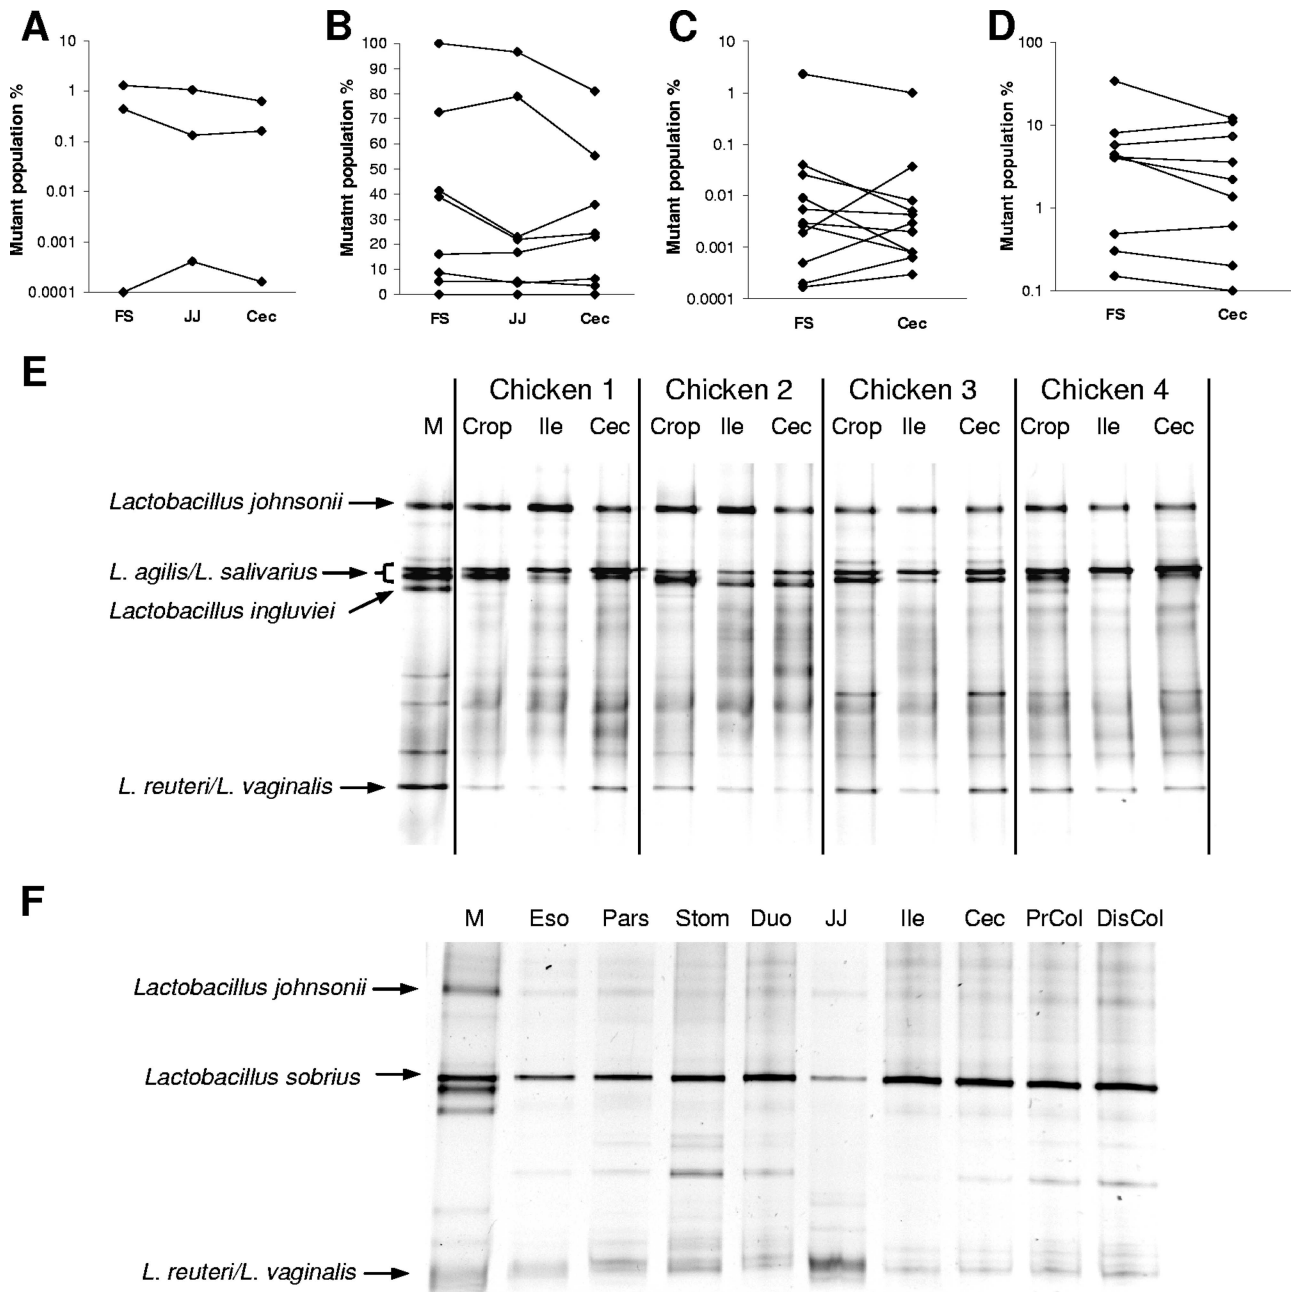 A
Mutant population %
10
1
0.1
0.01
0.001
0.0001
FS JJ Cec
B
Mutatnt population %
100
90
80
70
60
50
40
30
20
10
0
FS JJ Cec
C
Mutant population %
10
1
0.1
0.01
0.001
0.0001
FS Cec
D
Mutant population %
100
10
1
0.1
FS Cec
E
Chicken 1 Chicken 2 Chicken 3 Chicken 4
M Crop Ile Cec Crop Ile Cec Crop Ile Cec Crop Ile Cec
Lactobacillus johnsonii
L. agilis/L. salivarius
Lactobacillus ingluviei
L. reuteri/L. vaginalis
F
M Eso Pars Stom Duo JJ Ile Cec PrCol DisCol
Lactobacillus johnsonii
Lactobacillus sobrius
L. reuteri/L. vaginalis